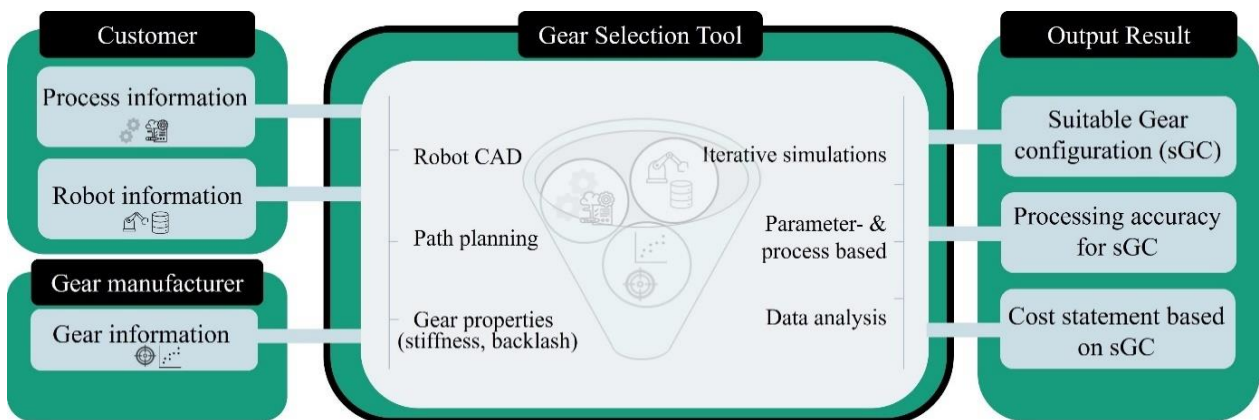 Customer
Process information
Robot information
Gear manufacturer
Gear information
Gear Selection Tool
Robot CAD
Path planning
Gear properties
(stiffness, backlash)
Iterative simulations
Parameter- &
process based
Data analysis
Output Result
Suitable Gear
configuration (sGC)
Processing accuracy
for sGC
Cost statement based
on sGC